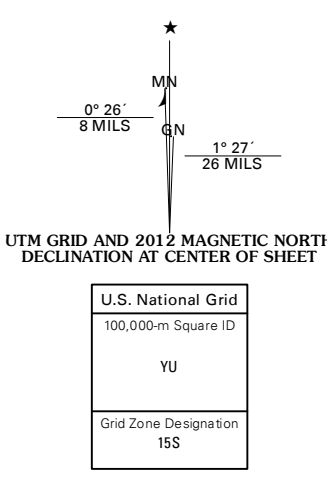 ★
MN
0° 26´
8 MILS
GN
1° 27´
26 MILS
UTM GRID AND 2012 MAGNETIC NORTH
DECLINATION AT CENTER OF SHEET
U.S. National Grid
100,000-m Square ID
YU
Grid Zone Designation
15S